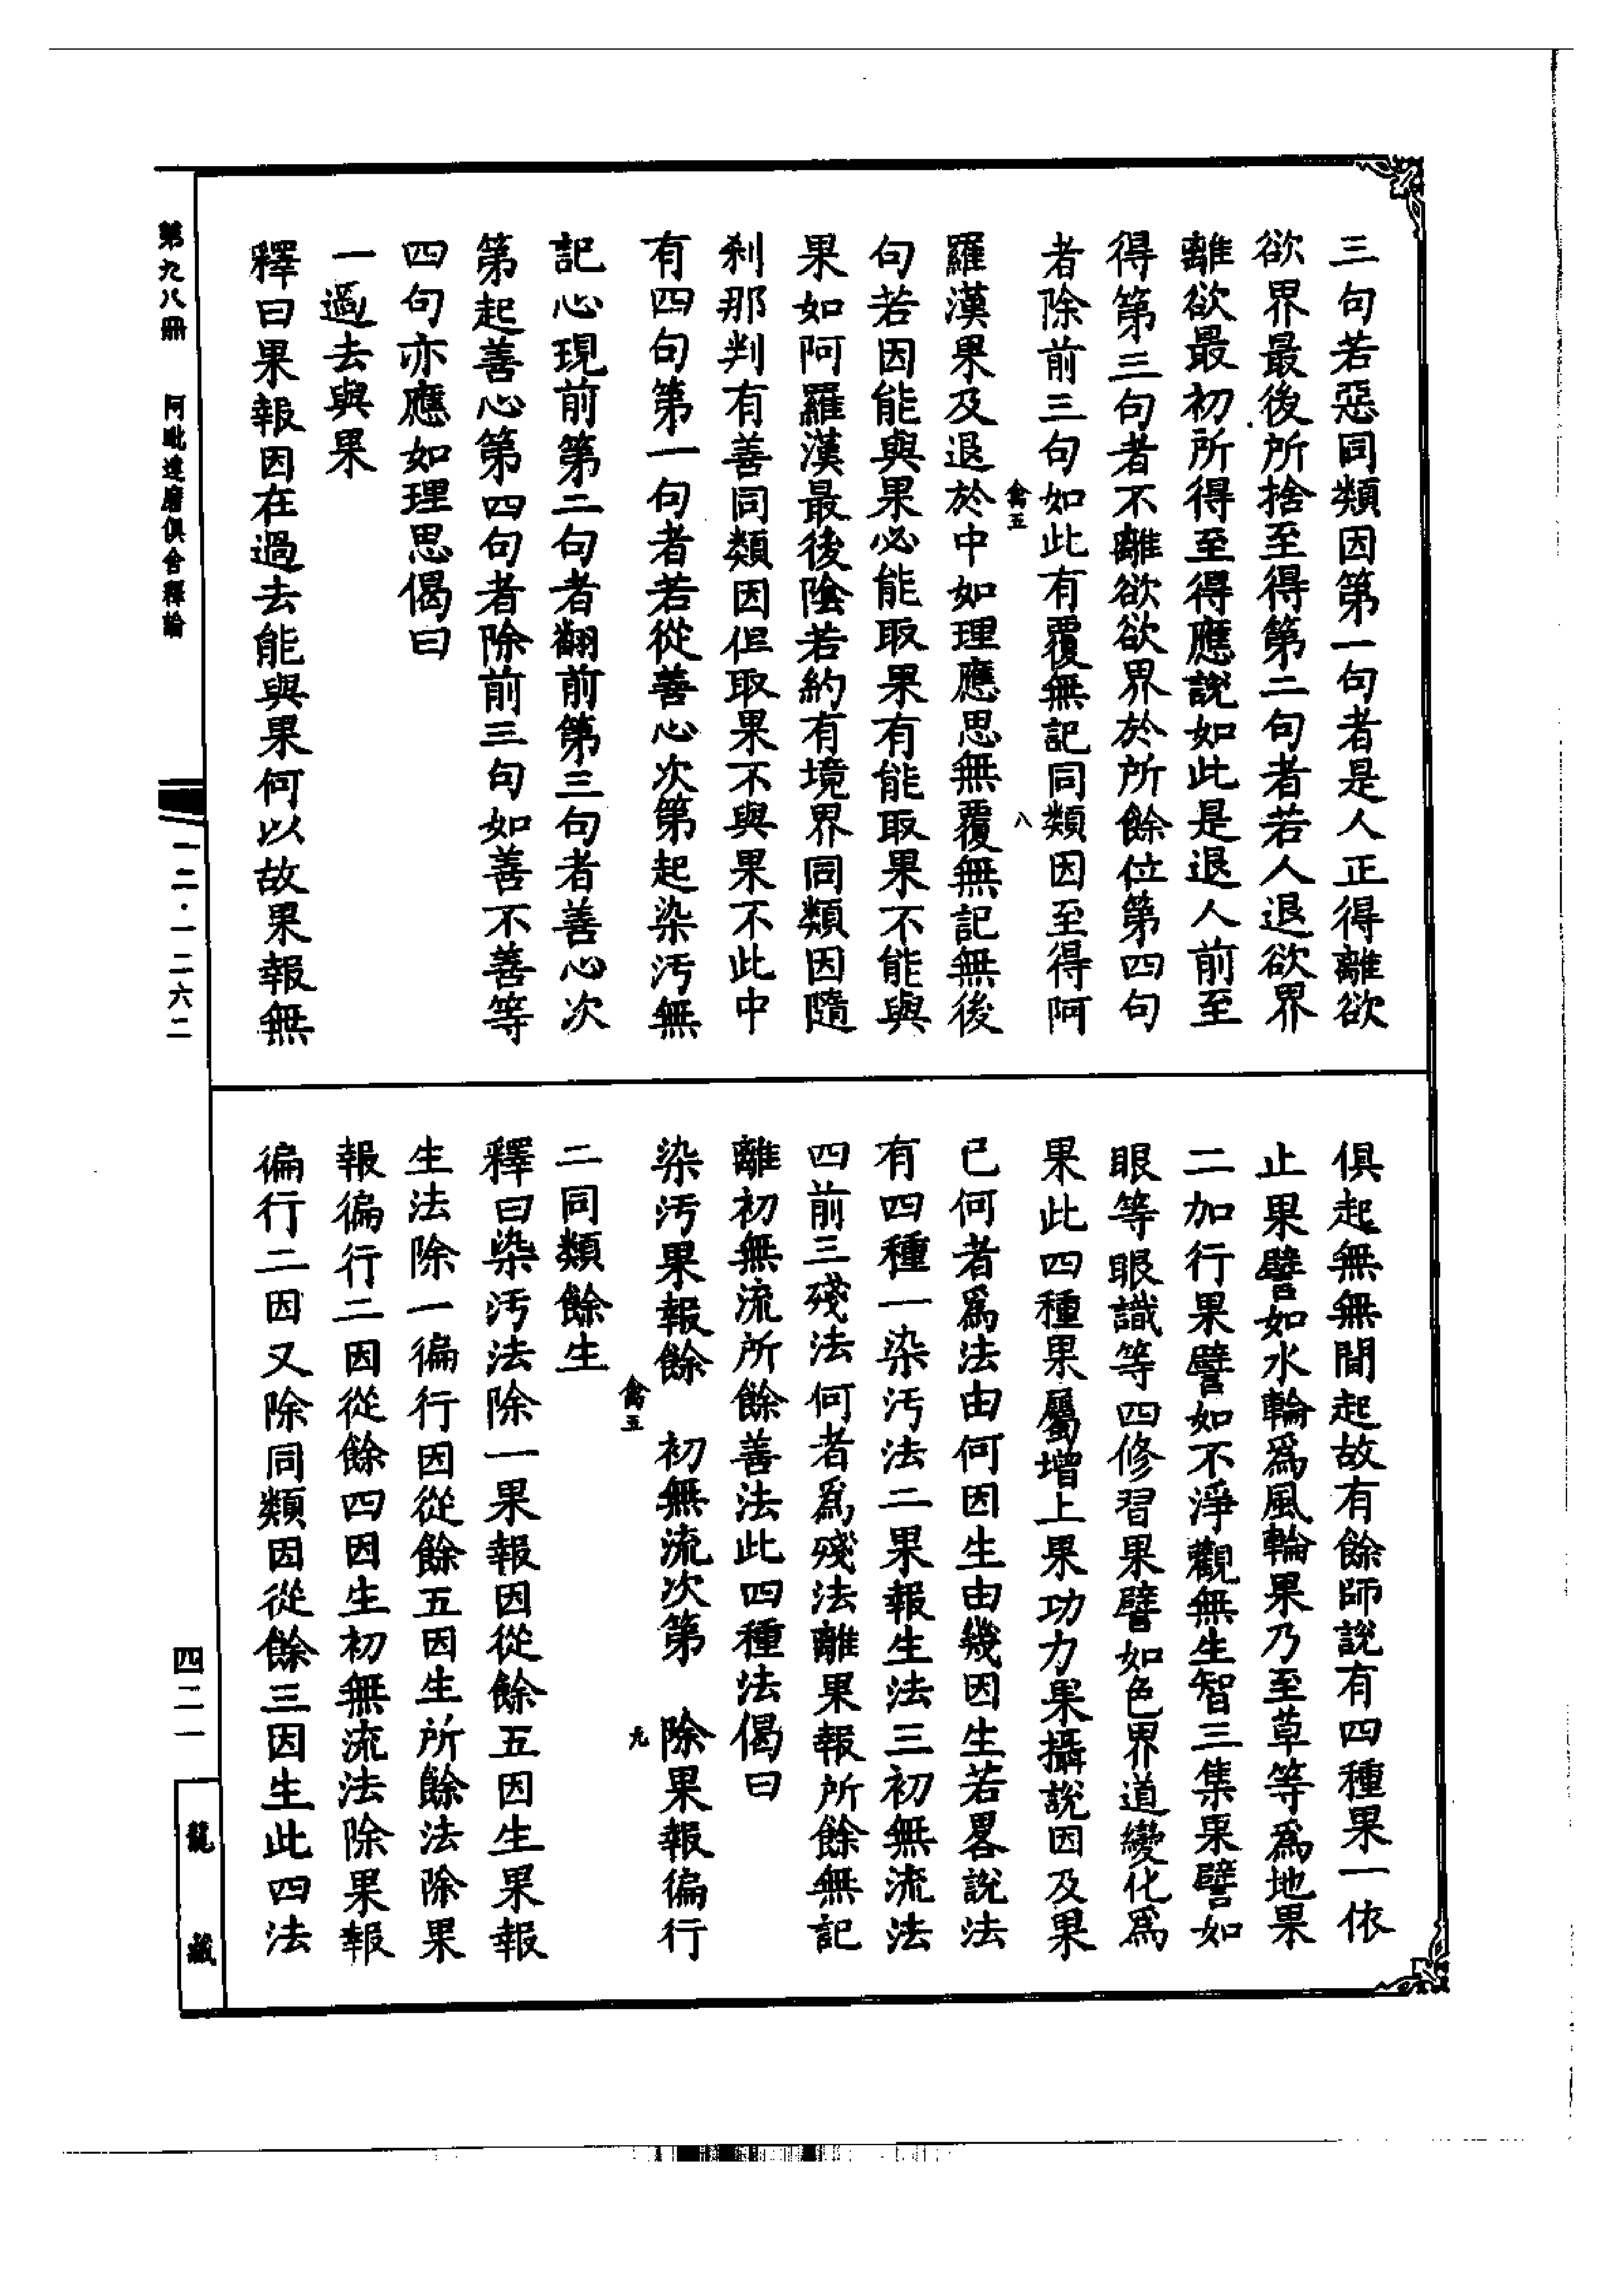 三句若惡同類因第一句者是人正得離欲
欲界最後所捨至得第二句者若人退欲界
離欲最初所得至得應說如此是退人前至
得第三句者不離欲欲界於所餘位第四句
者除前三句如此有覆無記同類因至得阿
禽五 八
羅漢果及退於中如理應思無覆無記無後
句若因能與果必能取果有能取果不能與
果如阿羅漢最後陰若約有境界同類因隨
剎那判有善同類因但取果不與果不此中
有四句第一句者若從善心次第起染污無
記心現前第二句者翻前第三句者善心次
第起善心第四句者除前三句如善不善等
四句亦應如理思偈曰
一過去與果
釋曰果報因在過去能與果何以故果報無
俱起無無間起故有餘師說有四種果一依
止果譬如水輪爲風輪果乃至草等爲地果
二加行果譬如不淨觀無生智三集果譬如
眼等眼識等四修習果譬如色界道變化爲
果此四種果屬增上果功力果攝說因及果
已何者爲法由何因生由幾因生若畧說法
有四種一染污法二果報生法三初無流法
四前三殘法何者爲殘法離果報所餘無記
離初無流所餘善法此四種法偈曰
染污果報餘 初無流次第 除果報徧行
禽五 九
二同類餘生
釋曰染污法除一果報因從餘五因生果報
生法除一徧行因從餘五因生所餘法除果
報徧行二因從餘四因生初無流法除果報
徧行二因又除同類因從餘三因生此四法
第九八冊 阿毗達磨俱舍釋論 一二·一二六二 四二一 龍藏